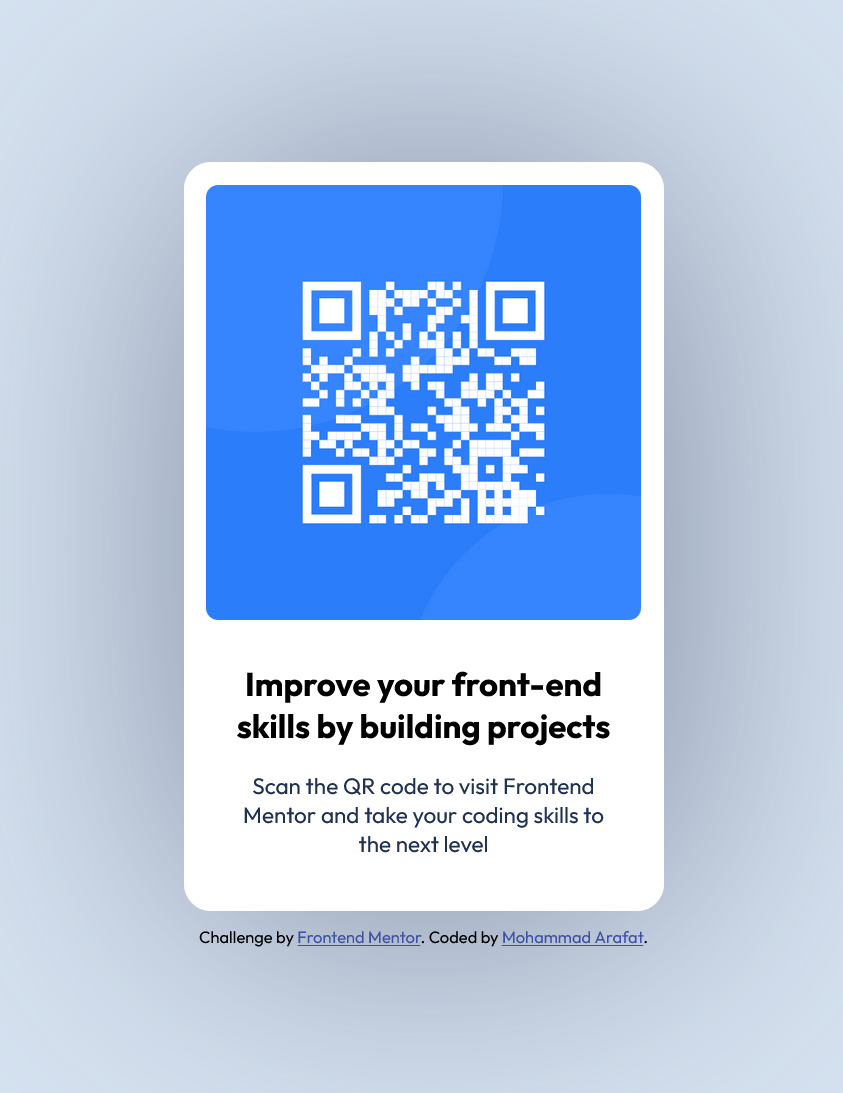 Improve your front-end
skills by building projects
Scan the QR code to visit Frontend
Mentor and take your coding skills to
the next level
Challenge by Frontend Mentor. Coded by Mohammad Arafat.